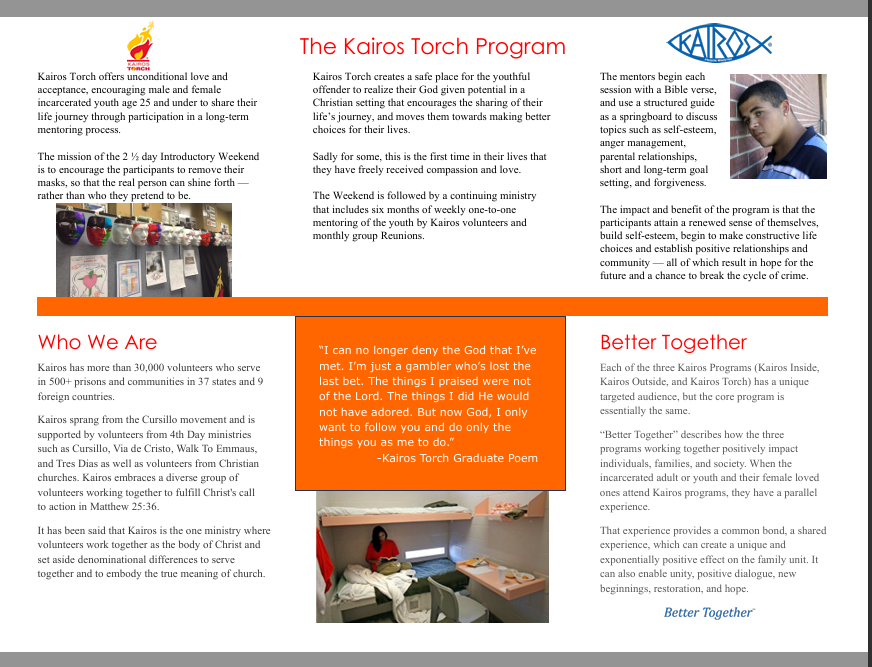 KAIROS
TORCH
The Kairos Torch Program
KAIROS
Kairos Torch offers unconditional love and
acceptance, encouraging male and female
incarcerated youth age 25 and under to share their
life journey through participation in a long-term
mentoring process.
The mission of the 2 ½ day Introductory Weekend
is to encourage the participants to remove their
masks, so that the real person can shine forth —
rather than who they pretend to be.
Kairos Torch creates a safe place for the youthful
offender to realize their God given potential in a
Christian setting that encourages the sharing of their
life’s journey, and moves them towards making better
choices for their lives.
Sadly for some, this is the first time in their lives that
they have freely received compassion and love.
The Weekend is followed by a continuing ministry
that includes six months of weekly one-to-one
mentoring of the youth by Kairos volunteers and
monthly group Reunions.
The mentors begin each
session with a Bible verse,
and use a structured guide
as a springboard to discuss
topics such as self-esteem,
anger management,
parental relationships,
short and long-term goal
setting, and forgiveness.
The impact and benefit of the program is that the
participants attain a renewed sense of themselves,
build self-esteem, begin to make constructive life
choices and establish positive relationships and
community — all of which result in hope for the
future and a chance to break the cycle of crime.
Who We Are
Kairos has more than 30,000 volunteers who serve
in 500+ prisons and communities in 37 states and 9
foreign countries.
Kairos sprang from the Cursillo movement and is
supported by volunteers from 4th Day ministries
such as Cursillo, Via de Cristo, Walk To Emmaus,
and Tres Dias as well as volunteers from Christian
churches. Kairos embraces a diverse group of
volunteers working together to fulfill Christ's call
to action in Matthew 25:36.
It has been said that Kairos is the one ministry where
volunteers work together as the body of Christ and
set aside denominational differences to serve
together and to embody the true meaning of church.
“I can no longer deny the God that I’ve
met. I’m just a gambler who’s lost the
last bet. The things I praised were not
of the Lord. The things I did He would
not have adored. But now God, I only
want to follow you and do only the
things you as me to do.”
-Kairos Torch Graduate Poem
Better Together
Each of the three Kairos Programs (Kairos Inside,
Kairos Outside, and Kairos Torch) has a unique
targeted audience, but the core program is
essentially the same.
“Better Together” describes how the three
programs working together positively impact
individuals, families, and society. When the
incarcerated adult or youth and their female loved
ones attend Kairos programs, they have a parallel
experience.
That experience provides a common bond, a shared
experience, which can create a unique and
exponentially positive effect on the family unit. It
can also enable unity, positive dialogue, new
beginnings, restoration, and hope.
Better Together